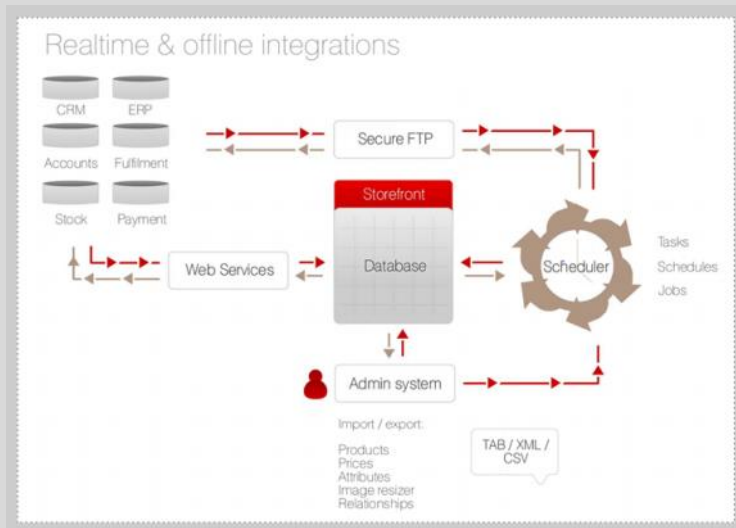 Realtime & offline integrations
CRM ERP
Accounts Fulfilment
Stock Payment
Secure FTP
Storefront
Database
Web Services
Scheduler
Tasks
Schedules
Jobs
Admin system
Import / export:
Products
Prices
Attributes
Image resizer
Relationships
TAB / XML /
CSV